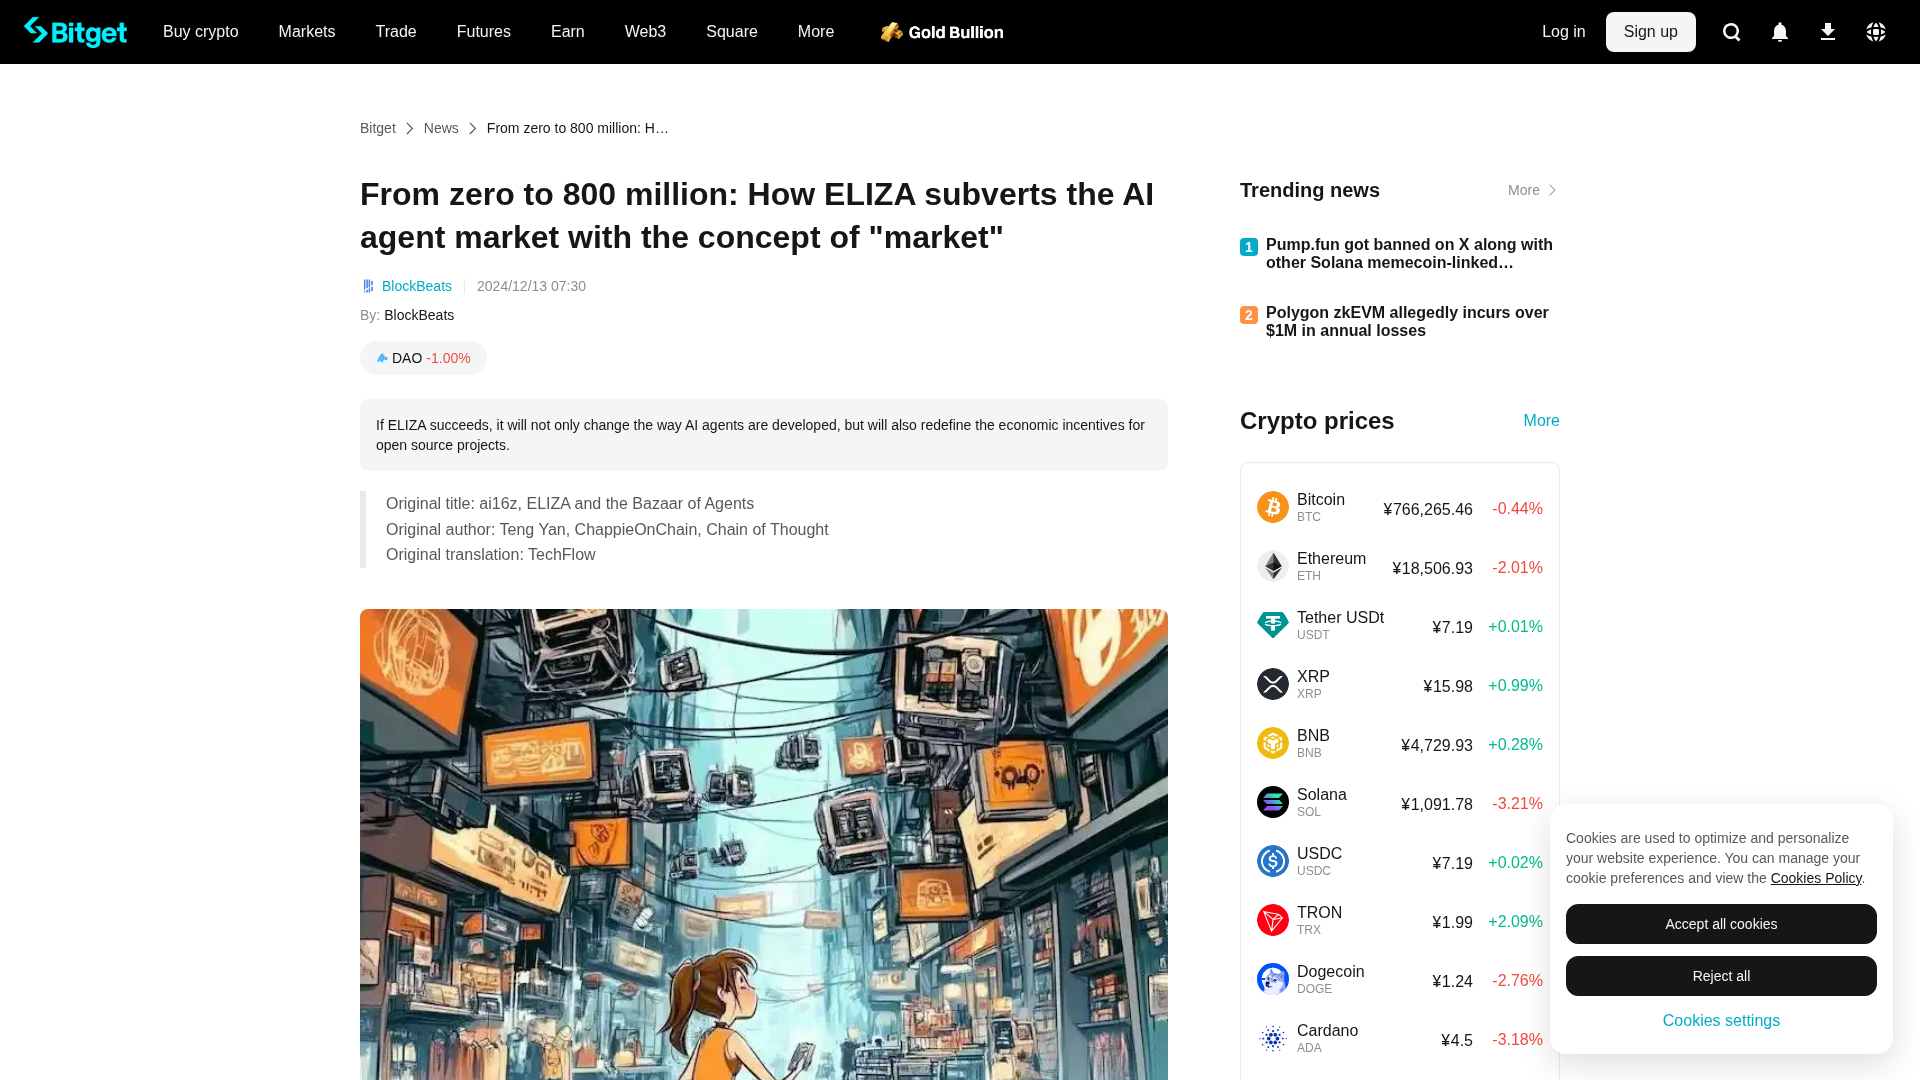 Bitget
Buy crypto
Markets
Trade
Futures
Earn
Web3
Square
More
Gold Bullion
Log in
Sign up
Bitget > News > From zero to 800 million: H…
From zero to 800 million: How ELIZA subverts the AI
agent market with the concept of "market"
BlockBeats
2024/12/13 07:30
By: BlockBeats
DAO -1.00%
If ELIZA succeeds, it will not only change the way AI agents are developed, but will also redefine the economic incentives for
open source projects.
Original title: ai16z, ELIZA and the Bazaar of Agents
Original author: Teng Yan, ChappieOnChain, Chain of Thought
Original translation: TechFlow
Trending news
More
1
Pump.fun got banned on X along with
other Solana memecoin-linked…
2
Polygon zkEVM allegedly incurs over
$1M in annual losses
Crypto prices
More
Bitcoin
BTC
¥766,265.46
-0.44%
Ethereum
ETH
¥18,506.93
-2.01%
Tether USDt
USDT
¥7.19
+0.01%
XRP
XRP
¥15.98
+0.99%
BNB
BNB
¥4,729.93
+0.28%
Solana
SOL
¥1,091.78
-3.21%
USDC
USDC
¥7.19
+0.02%
TRON
TRX
¥1.99
+2.09%
Dogecoin
DOGE
¥1.24
-2.76%
Cardano
ADA
¥4.5
-3.18%
Cookies are used to optimize and personalize
your website experience. You can manage your
cookie preferences and view the Cookies Policy.
Accept all cookies
Reject all
Cookies settings